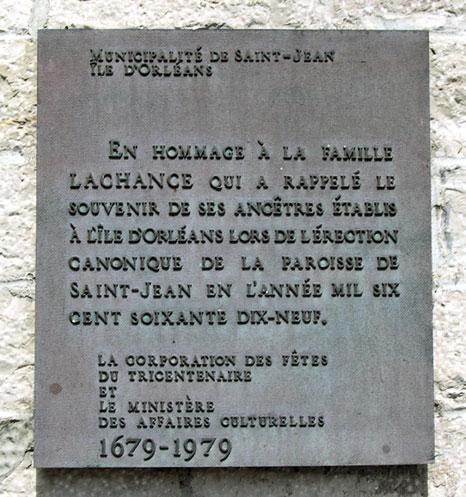 MUNICIPALITÉ DE SAINT-JEAN
ÎLE D'ORLÉANS
EN HOMMAGE À LA FAMILLE
LACHANCE QUI A RAPPELÉ LE
SOUVENIR DE SES ANCÊTRES ÉTABLIS
À L'ÎLE D'ORLÉANS LORS DE L'ÉRECTION
CANONIQUE DE LA PAROISSE DE
SAINT-JEAN EN L'ANNÉE MIL SIX
CENT SOIXANTE DIX-NEUF.
LA CORPORATION DES FÊTES
DU TRICENTENAIRE
ET
LE MINISTÈRE
DES AFFAIRES CULTURELLES
1679-1979